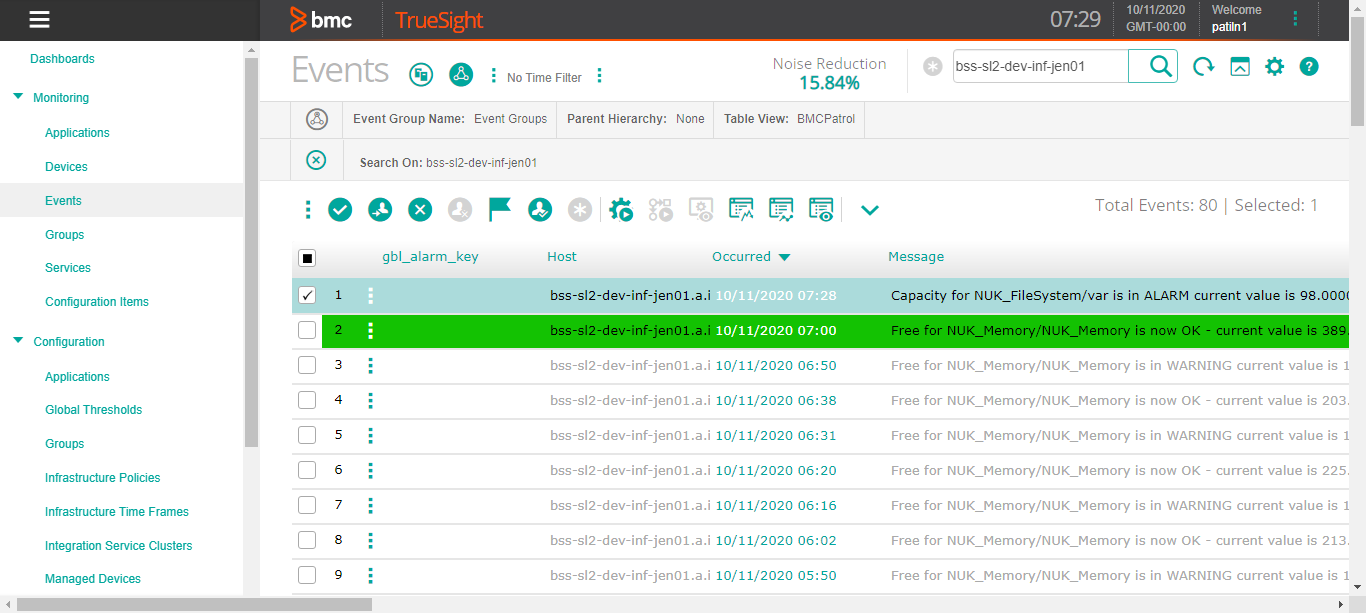 bmc TrueSight 07:29 10/11/2020 GMT-00:00 Welcome patiln1
Dashboards
Monitoring
Applications
Devices
Events
Groups
Services
Configuration Items
Configuration
Applications
Global Thresholds
Groups
Infrastructure Policies
Infrastructure Time Frames
Integration Service Clusters
Managed Devices
Events No Time Filter Noise Reduction 15.84% bss-sl2-dev-inf-jen01
Event Group Name: Event Groups Parent Hierarchy: None Table View: BMCPatrol
Search On: bss-sl2-dev-inf-jen01
Total Events: 80 | Selected: 1
gbl_alarm_key Host Occurred Message
1 bss-sl2-dev-inf-jen01.a.i 10/11/2020 07:28 Capacity for NUK_FileSystem/var is in ALARM current value is 98.0000
2 bss-sl2-dev-inf-jen01.a.i 10/11/2020 07:00 Free for NUK_Memory/NUK_Memory is now OK - current value is 389.
3 bss-sl2-dev-inf-jen01.a.i 10/11/2020 06:50 Free for NUK_Memory/NUK_Memory is in WARNING current value is 1
4 bss-sl2-dev-inf-jen01.a.i 10/11/2020 06:38 Free for NUK_Memory/NUK_Memory is now OK - current value is 203.
5 bss-sl2-dev-inf-jen01.a.i 10/11/2020 06:31 Free for NUK_Memory/NUK_Memory is in WARNING current value is 1
6 bss-sl2-dev-inf-jen01.a.i 10/11/2020 06:20 Free for NUK_Memory/NUK_Memory is now OK - current value is 225.
7 bss-sl2-dev-inf-jen01.a.i 10/11/2020 06:16 Free for NUK_Memory/NUK_Memory is in WARNING current value is 1
8 bss-sl2-dev-inf-jen01.a.i 10/11/2020 06:02 Free for NUK_Memory/NUK_Memory is now OK - current value is 213.
9 bss-sl2-dev-inf-jen01.a.i 10/11/2020 05:50 Free for NUK_Memory/NUK_Memory is in WARNING current value is 1